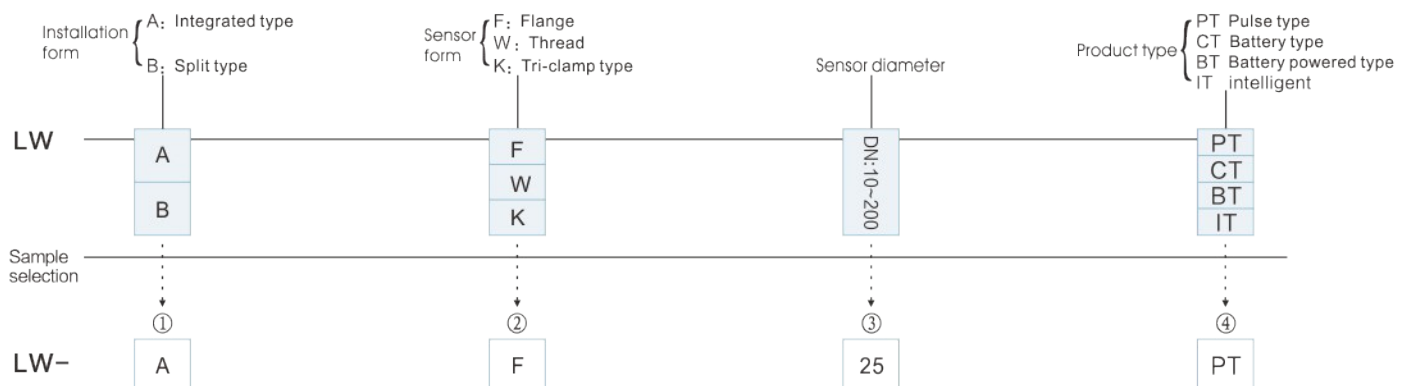 Installation form
A: Integrated type
B: Split type
Sensor form
F: Flange
W: Thread
K: Tri-clamp type
Sensor diameter
Product type
PT Pulse type
CT Battery type
BT Battery powered type
IT intelligent
LW
A
B
F
W
K
DN:10~200
PT
CT
BT
IT
Sample
selection
① ② ③ ④
LW- A F 25 PT